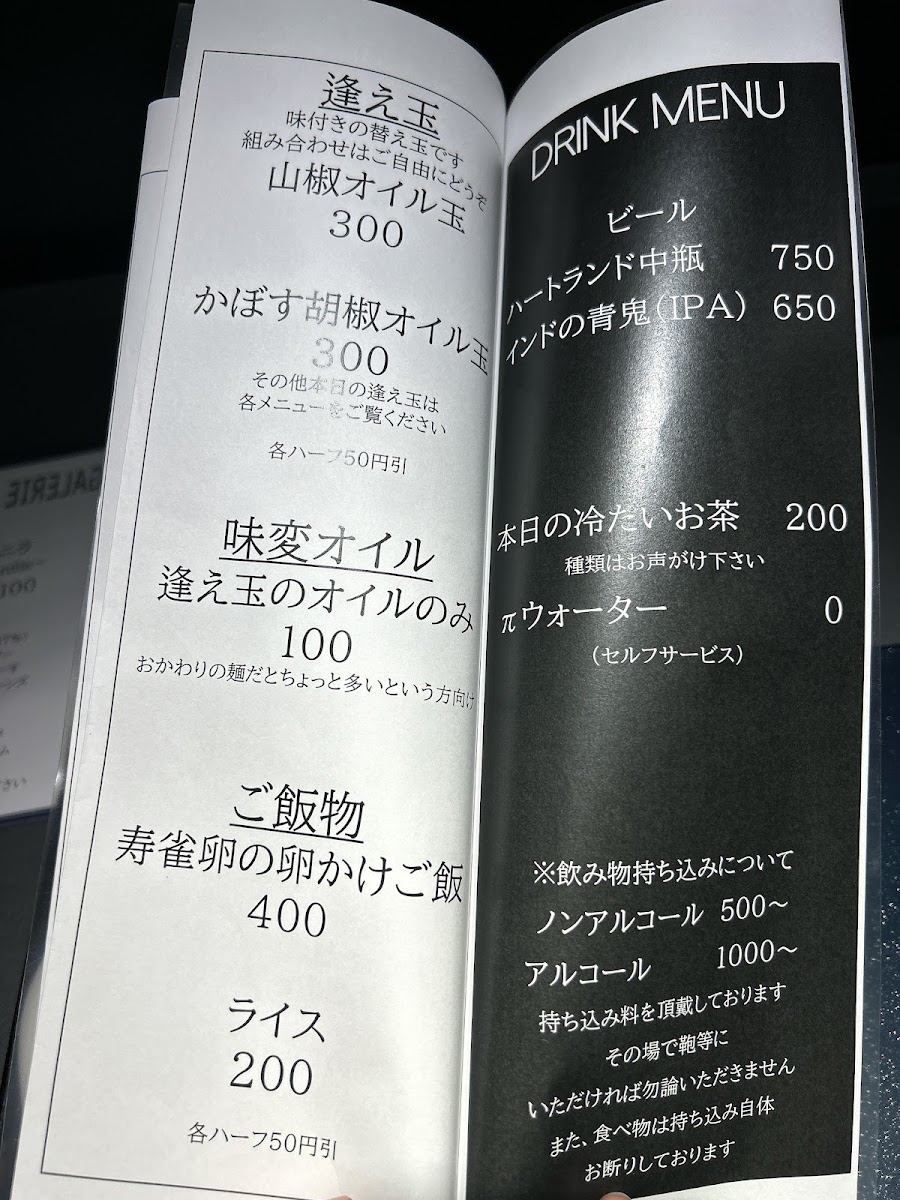 逢え玉
味付きの替え玉です
組み合わせはご自由にどうぞ
山椒オイル玉
300
かぼす胡椒オイル玉
300
その他本日の逢え玉は
各メニューをご覧ください
各ハーフ50円引
味変オイル
逢え玉のオイルのみ
100
おかわりの麺だとちょっと多いという方向け
ご飯物
寿雀卵の卵かけご飯
400
ライス
200
各ハーフ50円引
DRINK MENU
ビール
ハートランド中瓶 750
インドの青鬼(IPA) 650
本日の冷たいお茶 200
種類はお声がけ下さい
πウォーター 0
(セルフサービス)
※飲み物持ち込みについて
ノンアルコール 500〜
アルコール 1000〜
持ち込み料を頂戴しております
その場で鞄等に
いただければ勿論いただきません
また、食べ物は持ち込み自体
お断りしております
GALERIE